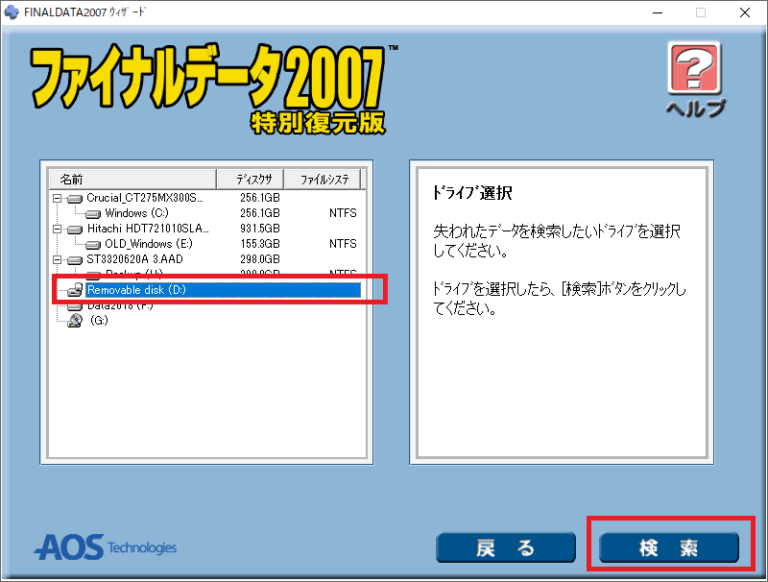 FINALDATA2007 ｳｨｻﾞｰﾄﾞ
ファイナルデータ2007™
特別復元版
ヘルプ
名前 ﾃﾞｨｽｸｻ ﾌｧｲﾙｼｽﾃ
Crucial_CT275MX300S... 256.1GB
Windows (C:) 256.1GB NTFS
Hitachi HDT721010SLA... 931.5GB
OLD_Windows (E:) 155.3GB NTFS
ST3320620A 3.AAD 298.0GB
Backup (H:) 298.0GB NTFS
Removable disk (D:)
Data2018 (F:)
(G:)
ﾄﾞﾗｲﾌﾞ選択
失われたﾃﾞｰﾀを検索したいﾄﾞﾗｲﾌﾞを選択
してください。
ﾄﾞﾗｲﾌﾞを選択したら、[検索]ﾎﾞﾀﾝをｸﾘｯｸし
てください。
AOS Technologies
戻る
検索